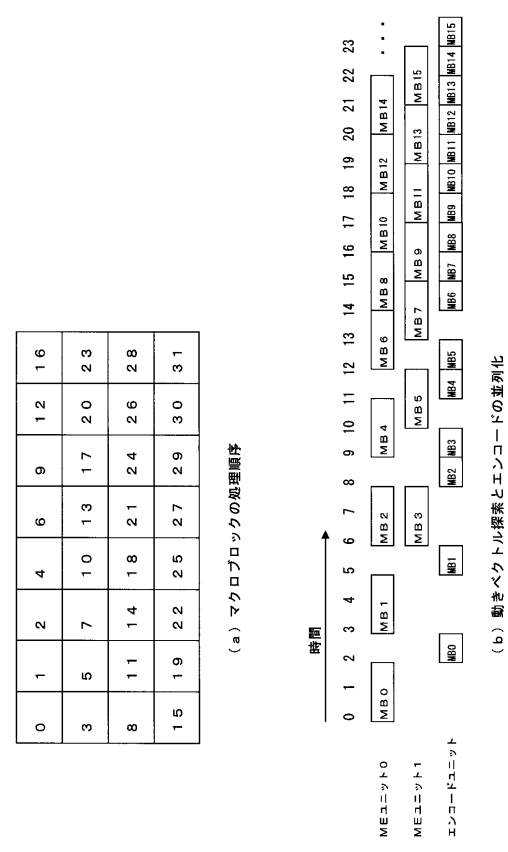 0 1 2 4 6 9 12 16
3 5 7 10 13 17 20 23
8 11 14 18 21 24 26 28
15 19 22 25 27 29 30 31
(a) マクロブロックの処理順序
時間
0 1 2 3 4 5 6 7 8 9 10 11 12 13 14 15 16 17 18 19 20 21 22 23
MEユニット0 MB0 MB1 MB2 MB4 MB6 MB8 MB10 MB12 MB14 ・・・
MEユニット1 MB3 MB5 MB7 MB9 MB11 MB13 MB15
エンコードユニット MB0 MB1 MB2 MB3 MB4 MB5 MB6 MB7 MB8 MB9 MB10 MB11 MB12 MB13 MB14 MB15
(b) 動きベクトル探索とエンコードの並列化